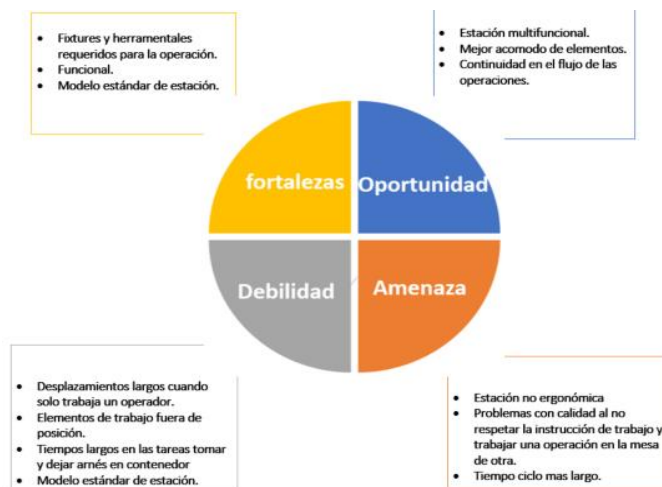 • Fixtures y herramentales
requeridos para la operación.
• Funcional.
• Modelo estándar de estación.
• Estación multifuncional.
• Mejor acomodo de elementos.
• Continuidad en el flujo de las
operaciones.
fortalezas
Oportunidad
Debilidad
Amenaza
• Desplazamientos largos cuando
solo trabaja un operador.
• Elementos de trabajo fuera de
posición.
• Tiempos largos en las tareas tomar
y dejar arnés en contenedor
• Modelo estándar de estación.
• Estación no ergonómica
• Problemas con calidad al no
respetar la instrucción de trabajo y
trabajar una operación en la mesa
de otra.
• Tiempo ciclo mas largo.